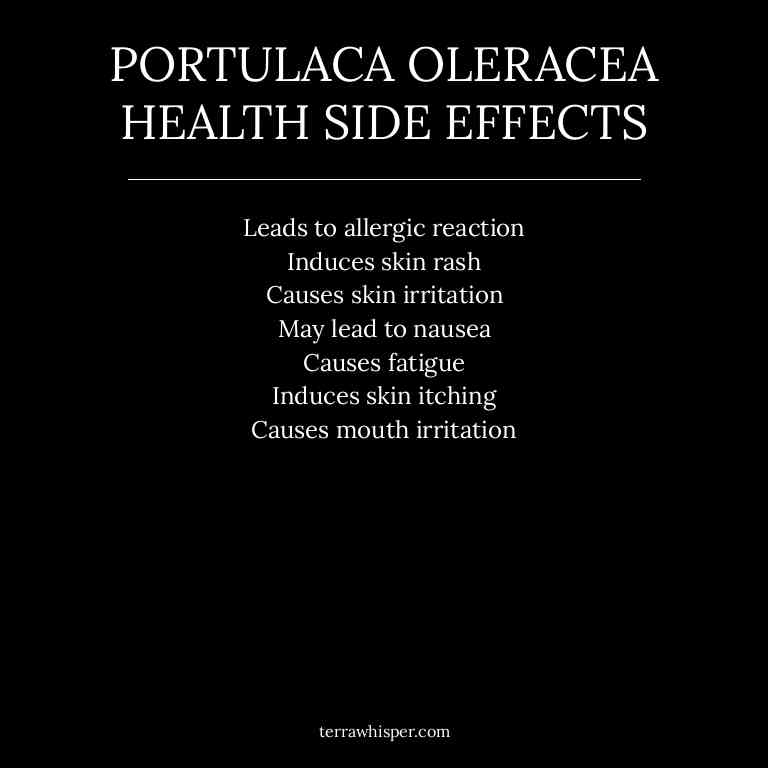 PORTULACA OLERACEA
HEALTH SIDE EFFECTS
Leads to allergic reaction
Induces skin rash
Causes skin irritation
May lead to nausea
Causes fatigue
Induces skin itching
Causes mouth irritation
terrawhisper.com